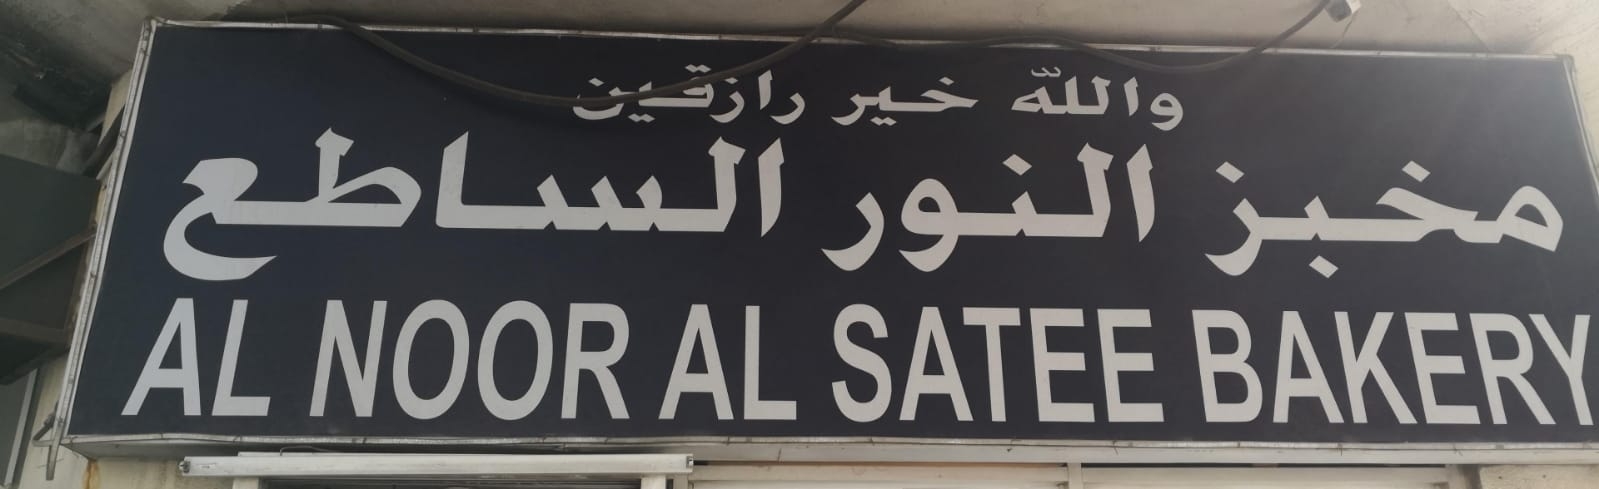 والله خير رازقين
مخبز النور الساطع
AL NOOR AL SATEE BAKERY